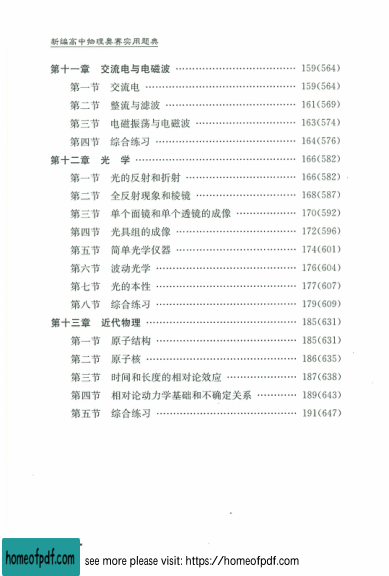 新编高中物理奥赛实用题典
第十一章 交流电与电磁波 ………………………… 159(564)
第一节 交流电 ………………………………… 159(564)
第二节 整流与滤波 …………………………… 161(569)
第三节 电磁振荡与电磁波 …………………… 163(574)
第四节 综合练习 ……………………………… 164(576)
第十二章 光 学 …………………………………… 166(582)
第一节 光的反射和折射 ……………………… 166(582)
第二节 全反射现象和棱镜 …………………… 168(587)
第三节 单个面镜和单个透镜的成像 ………… 170(592)
第四节 光具组的成像 ………………………… 172(596)
第五节 简单光学仪器 ………………………… 174(601)
第六节 波动光学 ……………………………… 176(604)
第七节 光的本性 ……………………………… 177(607)
第八节 综合练习 ……………………………… 179(609)
第十三章 近代物理 ………………………………… 185(631)
第一节 原子结构 ……………………………… 185(631)
第二节 原子核 ………………………………… 186(635)
第三节 时间和长度的相对论效应 …………… 187(638)
第四节 相对论动力学基础和不确定关系 ……… 189(643)
第五节 综合练习 ……………………………… 191(647)
homeofpdf.com see more please visit: https://homeofpdf.com